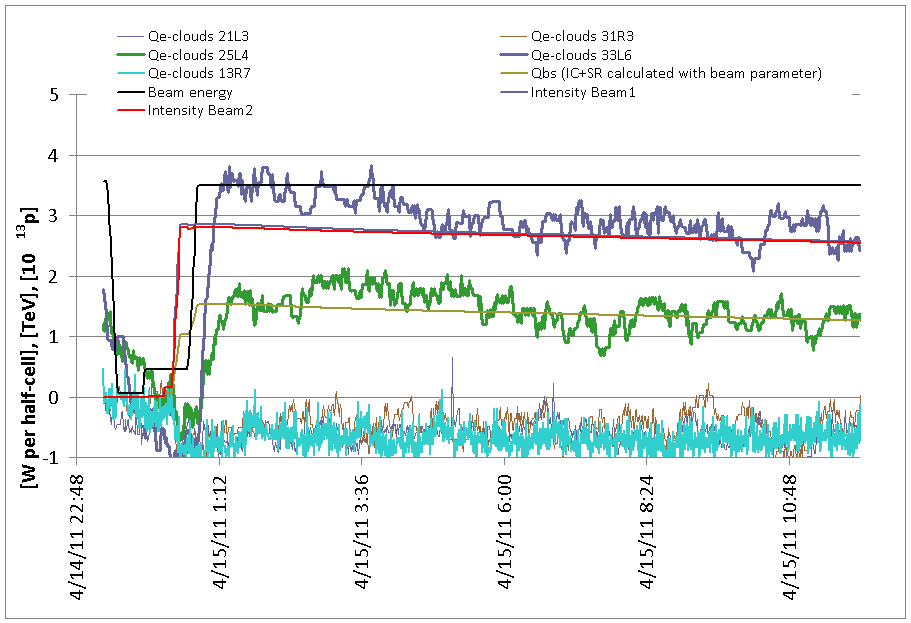 Qe-clouds 21L3
Qe-clouds 31R3
Qe-clouds 25L4
Qe-clouds 33L6
Qe-clouds 13R7
Qbs (IC+SR calculated with beam parameter)
Beam energy
Intensity Beam1
Intensity Beam2
5
4
3
2
1
0
-1
[W per half-cell], [TeV], [10 13p]
4/14/11 22:48
4/15/11 1:12
4/15/11 3:36
4/15/11 6:00
4/15/11 8:24
4/15/11 10:48